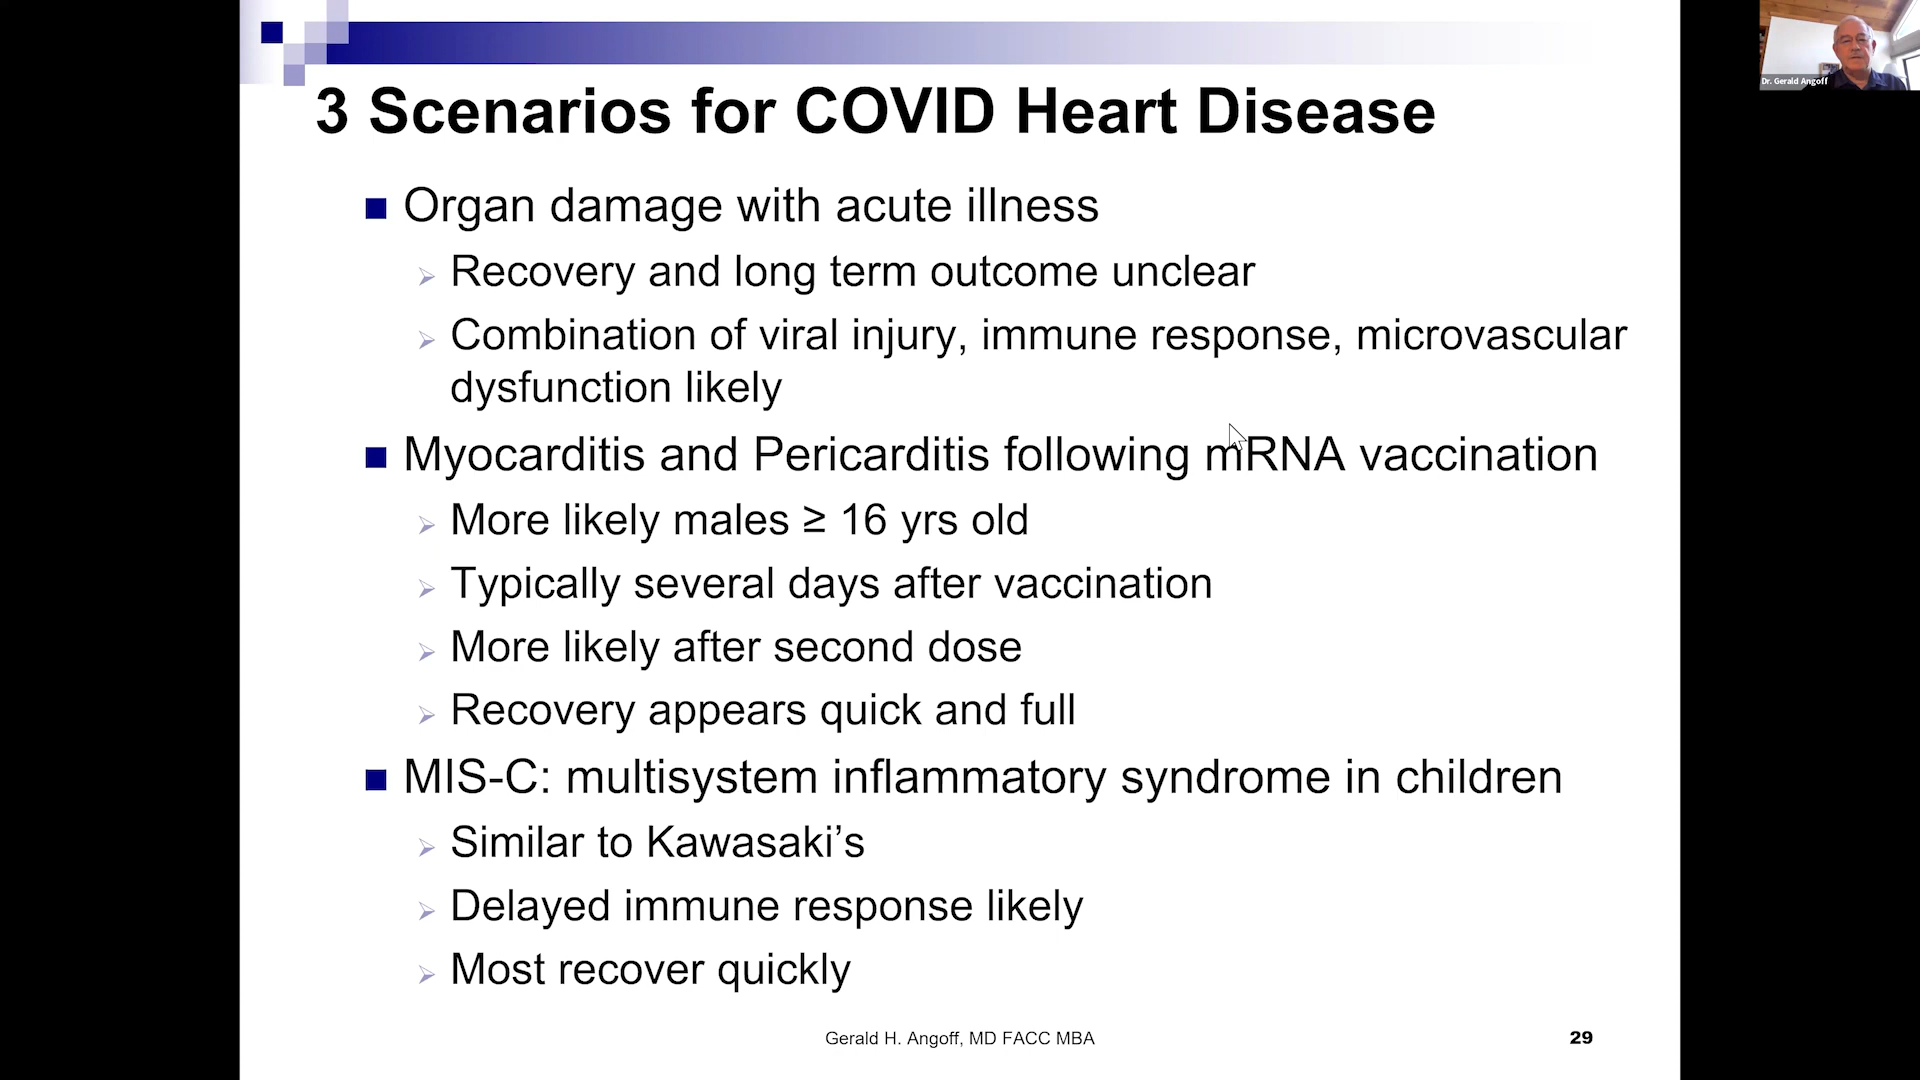 Dr. Gerald Angoff
3 Scenarios for COVID Heart Disease
Organ damage with acute illness
Recovery and long term outcome unclear
Combination of viral injury, immune response, microvascular
dysfunction likely
Myocarditis and Pericarditis following mRNA vaccination
More likely males ≥ 16 yrs old
Typically several days after vaccination
More likely after second dose
Recovery appears quick and full
MIS-C: multisystem inflammatory syndrome in children
Similar to Kawasaki’s
Delayed immune response likely
Most recover quickly
Gerald H. Angoff, MD FACC MBA
29